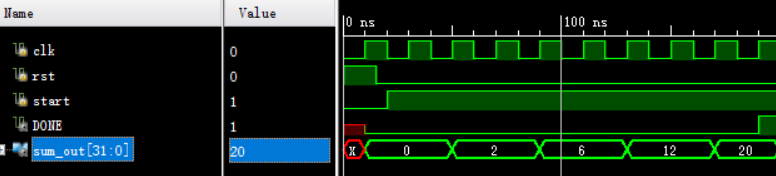 Name Value 0 ns 100 ns
clk 0
rst 0
start 1
DONE 1
sum_out[31:0] 20 X 0 2 6 12 20